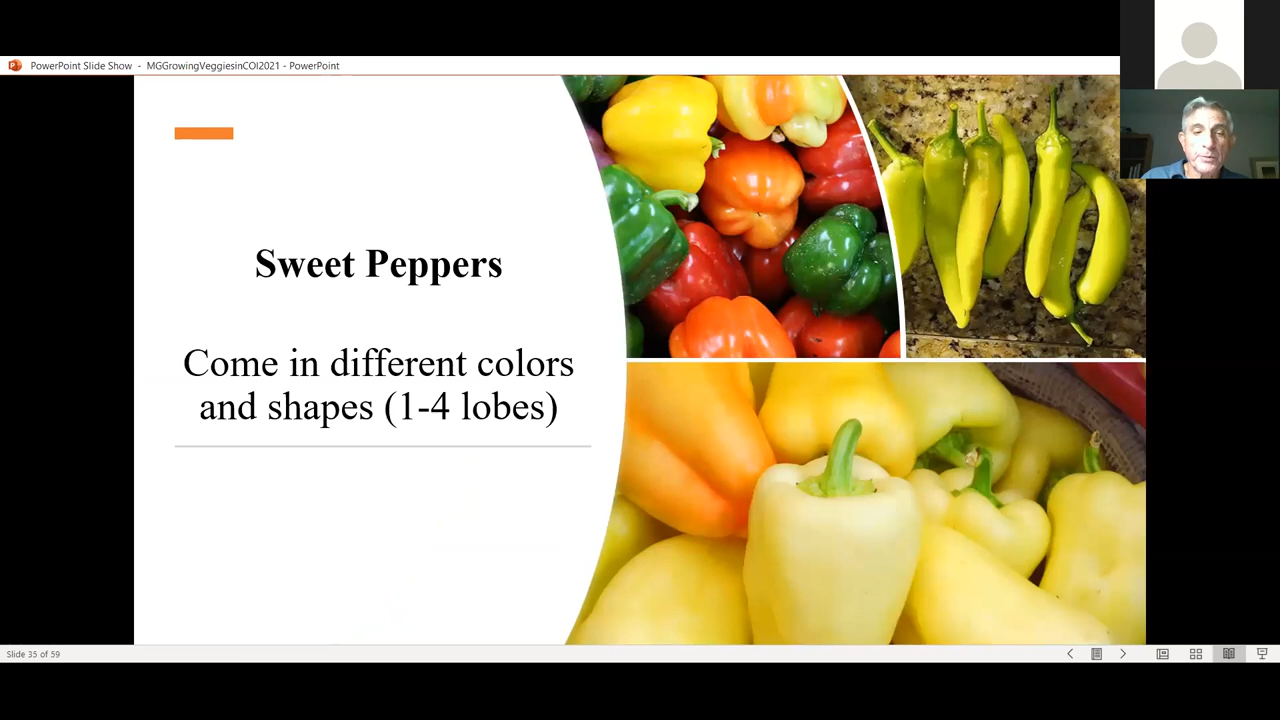 PowerPoint Slide Show - MGGrowingVeggiesinCOI2021 - PowerPoint
Sweet Peppers
Come in different colors
and shapes (1-4 lobes)
Slide 35 of 59